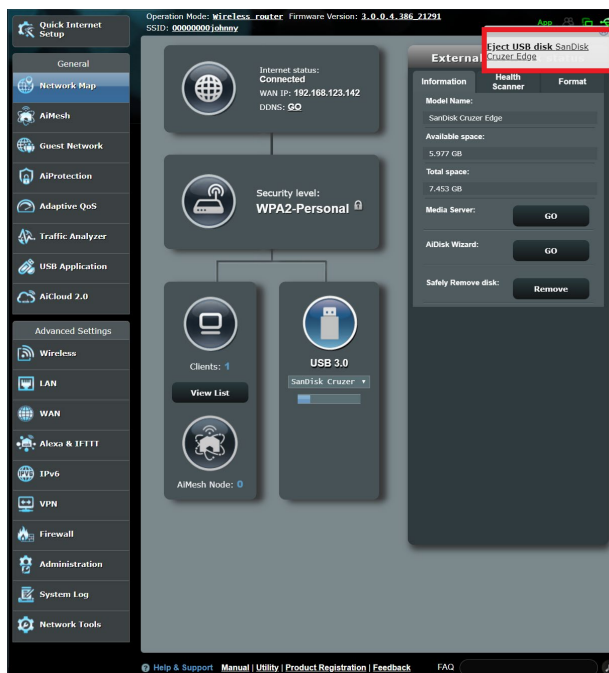 Quick Internet
Setup
General
Network Map
AiMesh
Guest Network
AiProtection
Adaptive QoS
Traffic Analyzer
USB Application
AiCloud 2.0
Advanced Settings
Wireless
LAN
WAN
Alexa & IFTTT
IPv6
VPN
Firewall
Administration
System Log
Network Tools
Operation Mode: Wireless router Firmware Version: 3.0.0.4.386_21291
SSID: 00000000johnny
App
Internet status:
Connected
WAN IP: 192.168.123.142
DDNS: GO
Security level:
WPA2-Personal
Clients: 1
View List
AiMesh Node: 0
USB 3.0
SanDisk Cruzer
Eject USB disk SanDisk
Cruzer Edge
External
Information
Health
Scanner
Format
Model Name:
SanDisk Cruzer Edge
Available space:
5.977 GB
Total space:
7.453 GB
Media Server:
GO
AiDisk Wizard:
GO
Safely Remove disk:
Remove
Help & Support Manual | Utility | Product Registration | Feedback FAQ